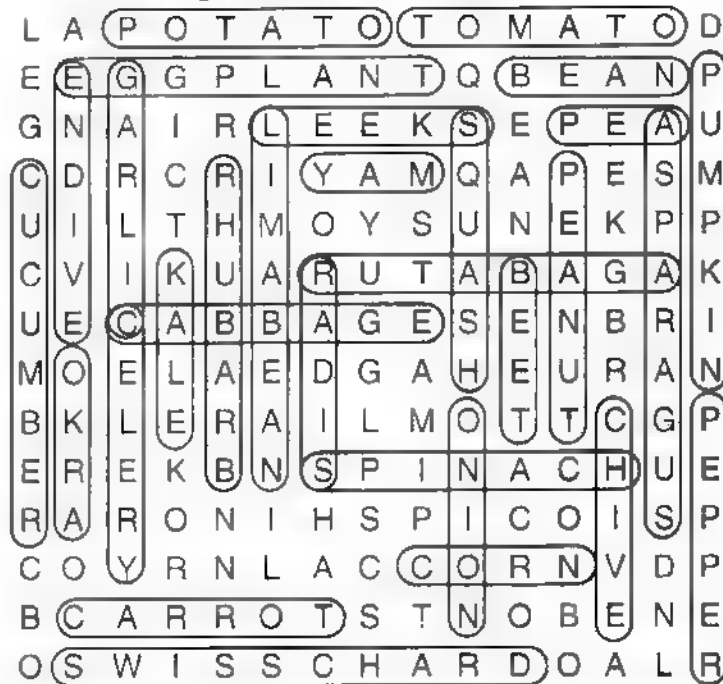 L A P O T A T O T O M A T O D
E E G G P L A N T Q B E A N P
G N A I R L E E K S E P E A U
C D R C R I Y A M Q A P E S M
U I L T H M O Y S U N E K P P
C V I K U A R U T A B A G A K
U E C A B B A G E S E N B R I
M O E L A E D G A H E U R A N
B K L E R A I L M O T T C G P
E R E K B N S P I N A C H U E
R A R O N I H S P I C O I S P
C O Y R N L A C C O R N V D P
B C A R R O T S T N O B E N E
O S W I S S C H A R D O A L R